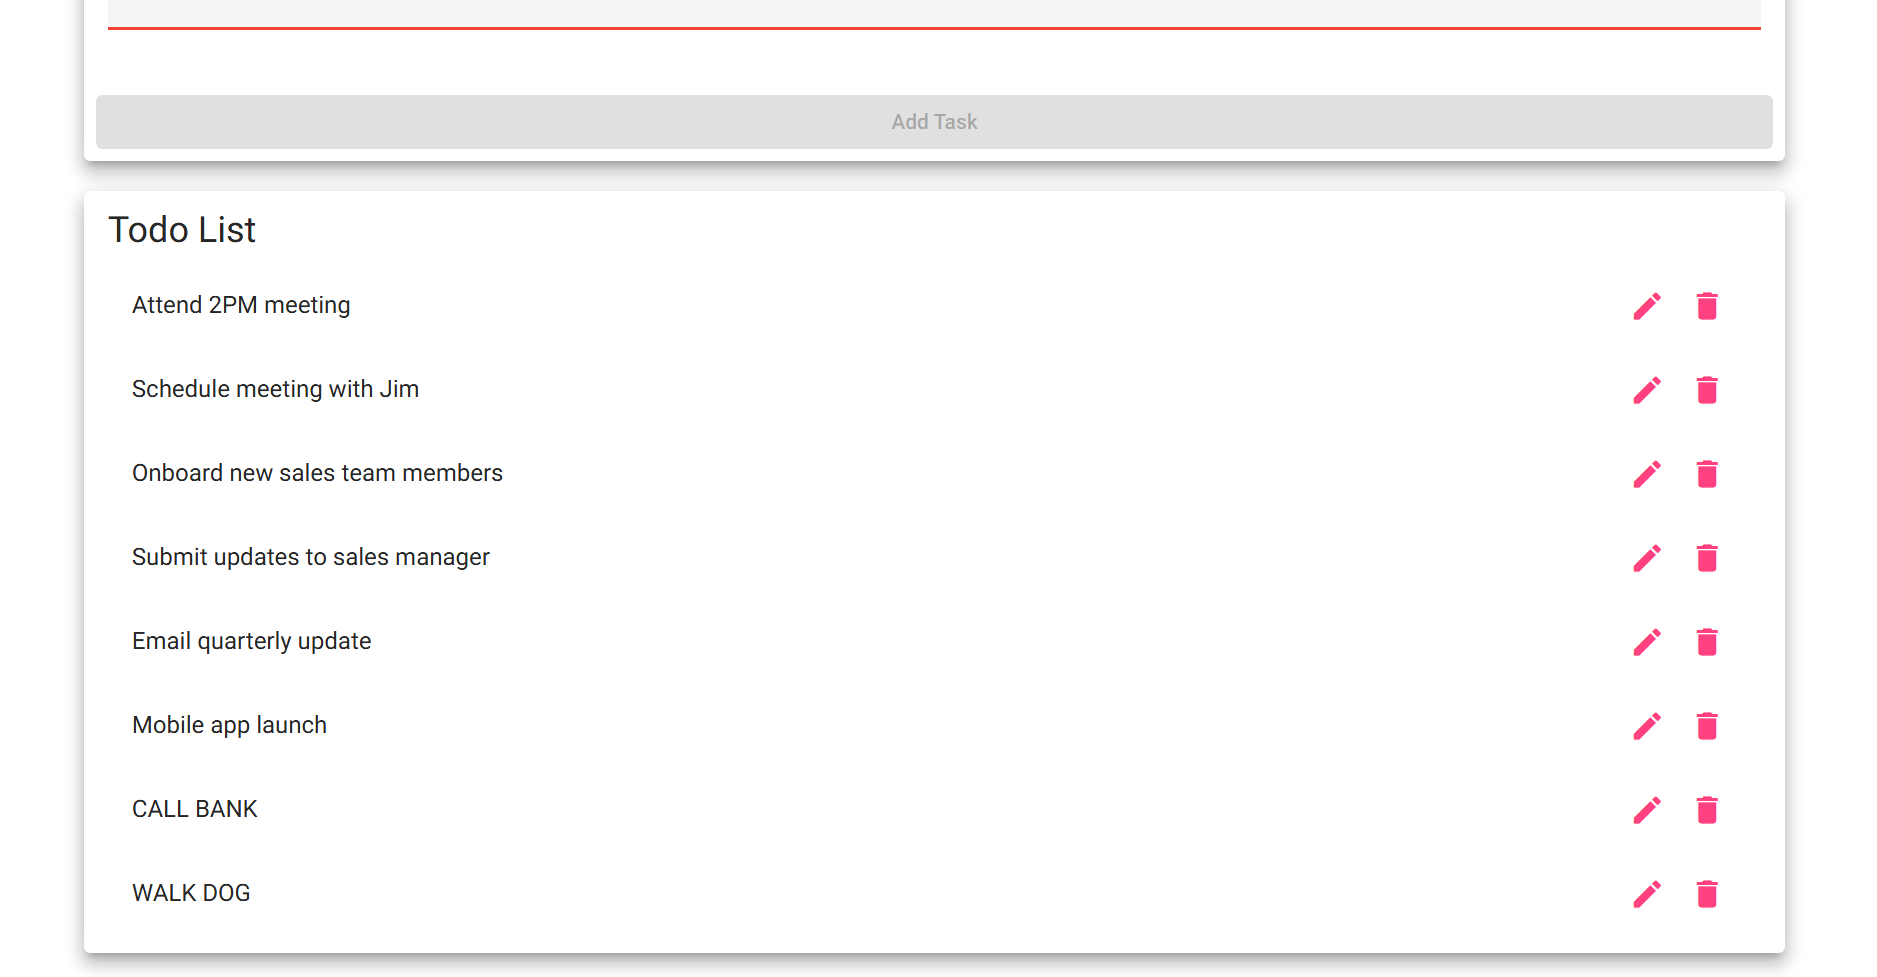 Add Task
Todo List
Attend 2PM meeting
Schedule meeting with Jim
Onboard new sales team members
Submit updates to sales manager
Email quarterly update
Mobile app launch
CALL BANK
WALK DOG